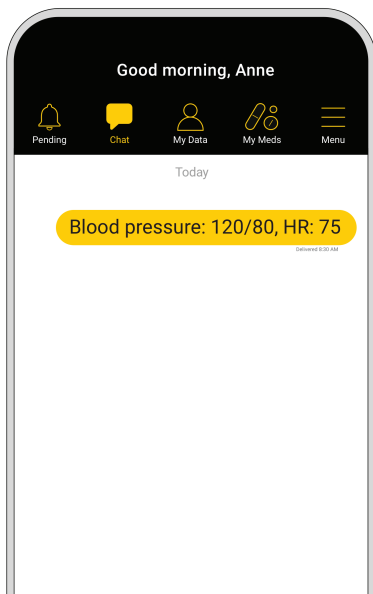 Good morning, Anne
Pending Chat My Data My Meds Menu
Today
Blood pressure: 120/80, HR: 75
Delivered 8:30 AM